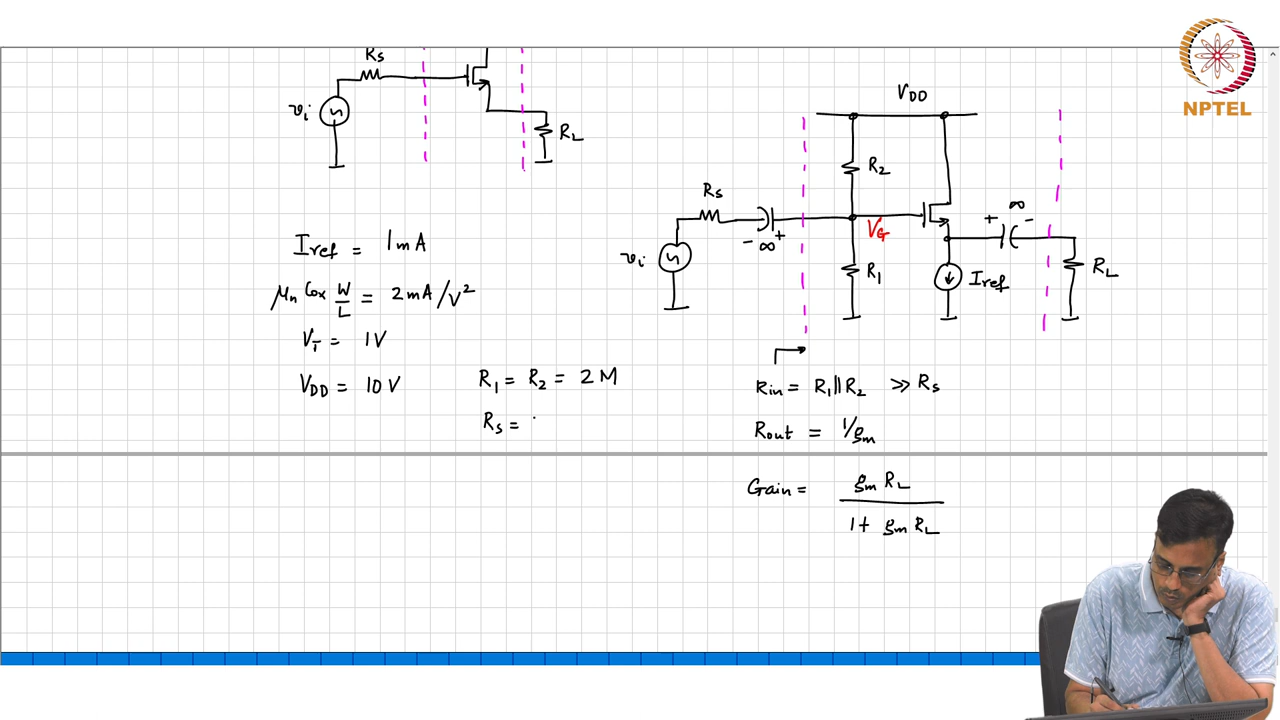 NPTEL
Rs
vi
RL
VDD
R2
Rs
∞
+ -
VG
- ∞ +
vi
R1
Iref
RL
Iref = 1mA
μn Cox W/L = 2mA/V²
VT = 1V
VDD = 10V
R1 = R2 = 2M
Rs =
Rin = R1||R2 >> Rs
Rout = 1/gm
Gain = gm RL / 1+ gm RL